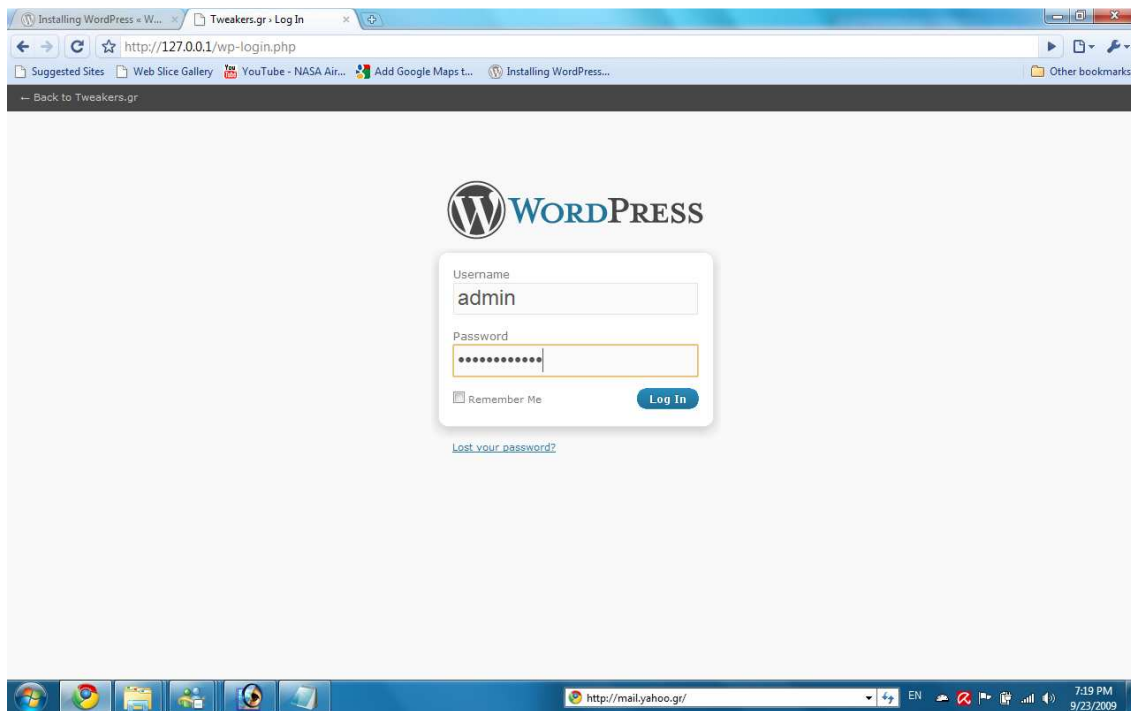 Installing WordPress « W...
Tweakers.gr › Log In
http://127.0.0.1/wp-login.php
Suggested Sites Web Slice Gallery YouTube - NASA Air... Add Google Maps t... Installing WordPress... Other bookmarks
← Back to Tweakers.gr
WORDPRESS
Username
admin
Password
••••••••••••
Remember Me Log In
Lost your password?
http://mail.yahoo.gr/ EN 7:19 PM
9/23/2009